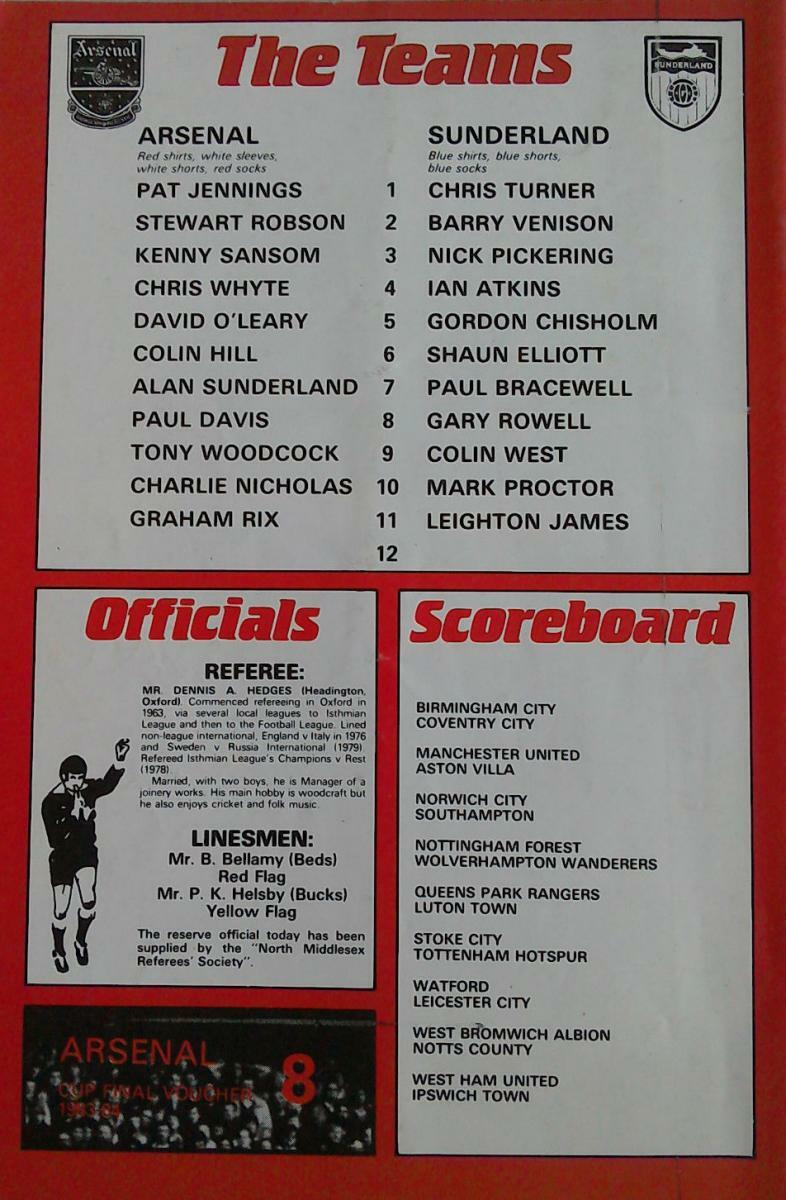 Arsenal
The Teams
SUNDERLAND
ARSENAL
Red shirts, white sleeves,
white shorts, red socks
SUNDERLAND
Blue shirts, blue shorts,
blue socks
PAT JENNINGS 1 CHRIS TURNER
STEWART ROBSON 2 BARRY VENISON
KENNY SANSOM 3 NICK PICKERING
CHRIS WHYTE 4 IAN ATKINS
DAVID O'LEARY 5 GORDON CHISHOLM
COLIN HILL 6 SHAUN ELLIOTT
ALAN SUNDERLAND 7 PAUL BRACEWELL
PAUL DAVIS 8 GARY ROWELL
TONY WOODCOCK 9 COLIN WEST
CHARLIE NICHOLAS 10 MARK PROCTOR
GRAHAM RIX 11 LEIGHTON JAMES
12
Officials
REFEREE:
MR. DENNIS A. HEDGES (Headington,
Oxford). Commenced refereeing in Oxford in
1963, via several local leagues to Isthmian
League and then to the Football League. Lined
non-league international, England v Italy in 1976
and Sweden v Russia International (1979).
Refereed Isthmian League's Champions v Rest
(1978).
Married, with two boys, he is Manager of a
joinery works. His main hobby is woodcraft but
he also enjoys cricket and folk music.
LINESMEN:
Mr. B. Bellamy (Beds)
Red Flag
Mr. P. K. Helsby (Bucks)
Yellow Flag
The reserve official today has been
supplied by the "North Middlesex
Referees' Society".
ARSENAL
CUP FINAL VOUCHER
1983-84
8
Scoreboard
BIRMINGHAM CITY
COVENTRY CITY
MANCHESTER UNITED
ASTON VILLA
NORWICH CITY
SOUTHAMPTON
NOTTINGHAM FOREST
WOLVERHAMPTON WANDERERS
QUEENS PARK RANGERS
LUTON TOWN
STOKE CITY
TOTTENHAM HOTSPUR
WATFORD
LEICESTER CITY
WEST BROMWICH ALBION
NOTTS COUNTY
WEST HAM UNITED
IPSWICH TOWN